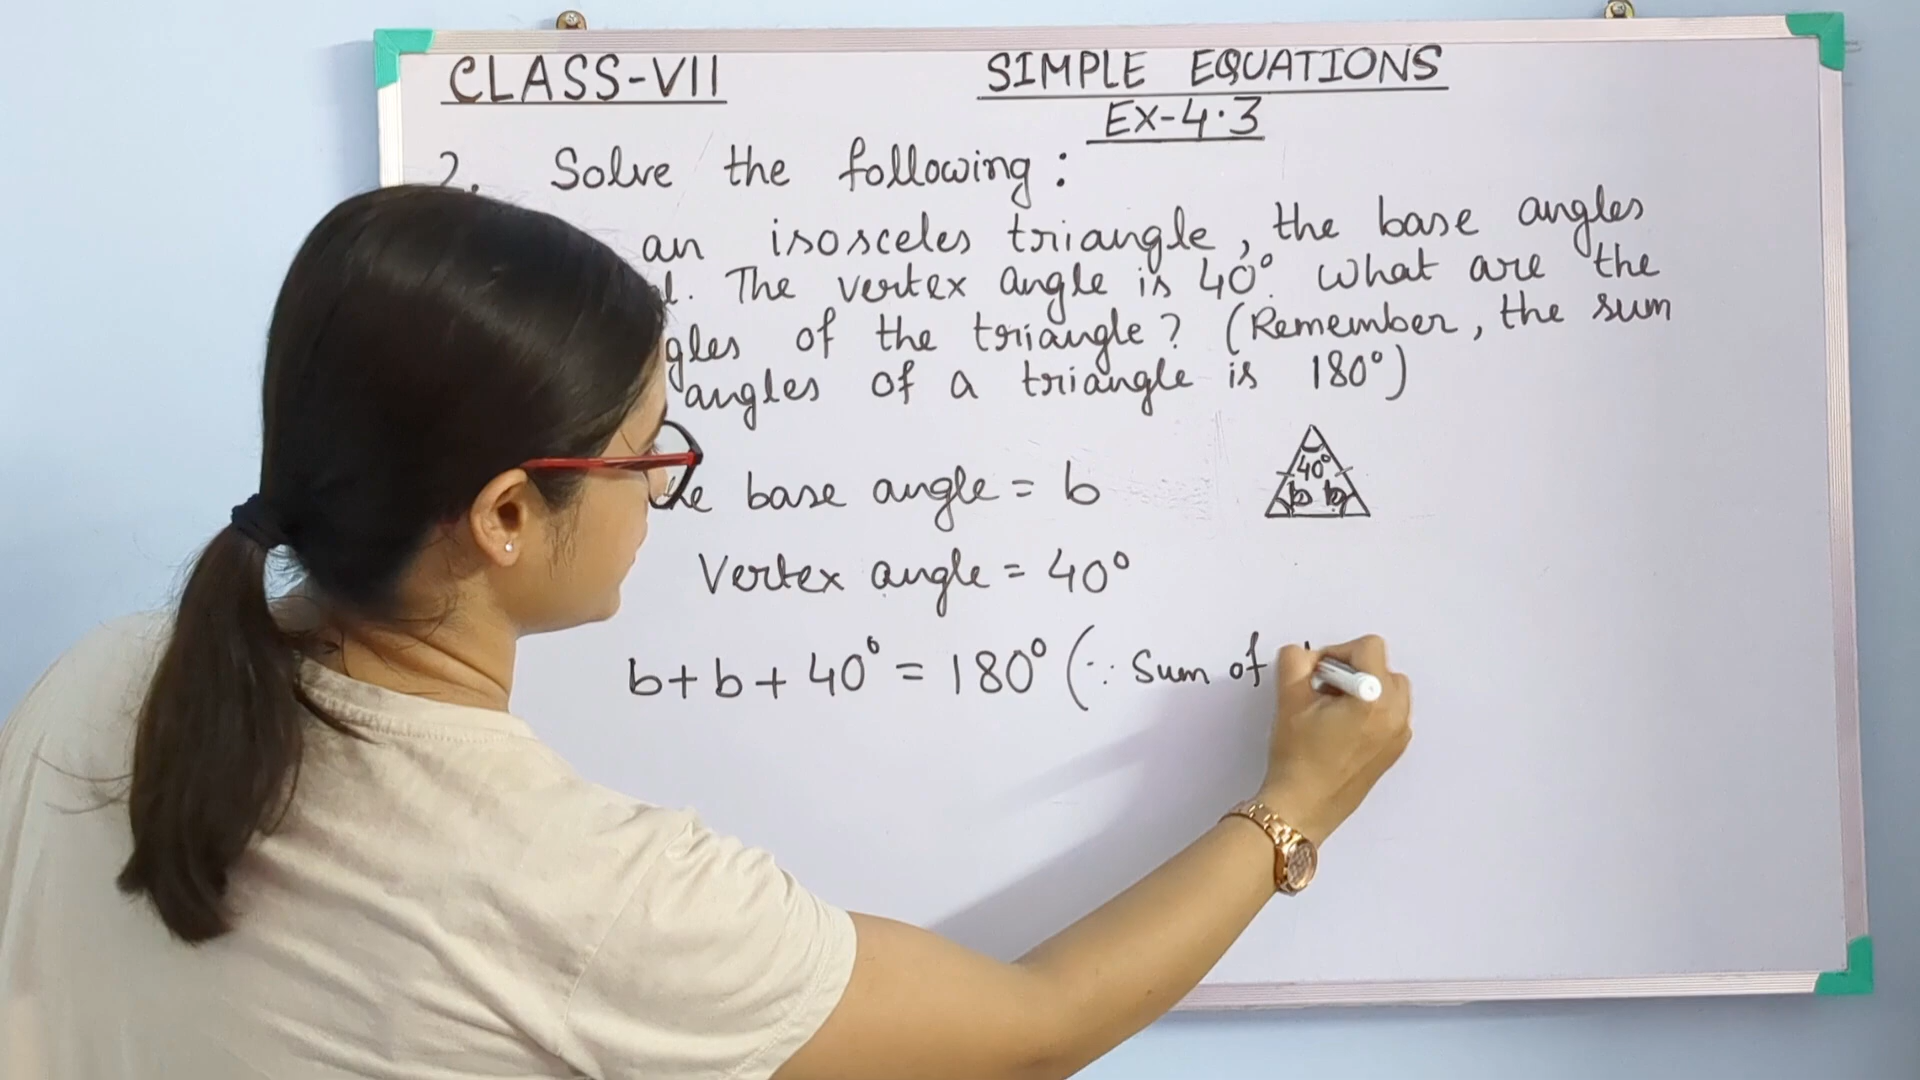 CLASS-VII
SIMPLE EQUATIONS
EX-4.3
2. Solve the following:
an isosceles triangle, the base angles
The vertex angle is 40°. What are the
of the triangle? (Remember, the sum
angles of a triangle is 180°)
40°
b b
base angle = b
Vertex angle = 40°
b+b+40° = 180° (∵ Sum of